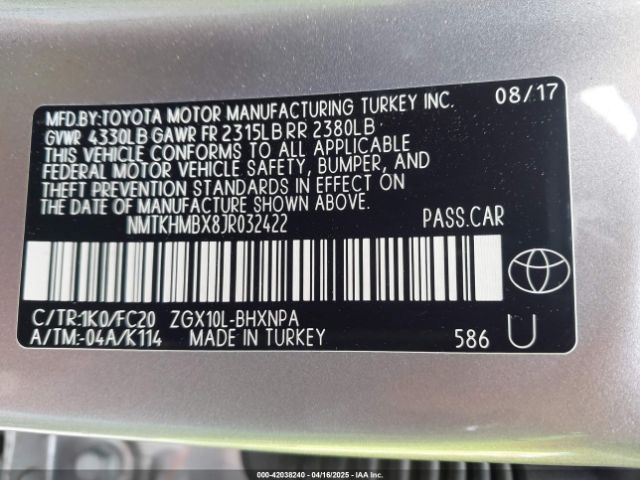 MFD.BY:TOYOTA MOTOR MANUFACTURING TURKEY INC. 08/17
GVWR 4330LB GAWR FR 2315LB RR 2380LB
THIS VEHICLE CONFORMS TO ALL APPLICABLE
FEDERAL MOTOR VEHICLE SAFETY, BUMPER, AND
THEFT PREVENTION STANDARDS IN EFFECT ON
THE DATE OF MANUFACTURE SHOWN ABOVE.
NMTKHMBX8JR032422 PASS.CAR
C/TR:1K0/FC20 ZGX10L-BHXNPA
A/TM:-04A/K114 MADE IN TURKEY 586 U
000-42038240 - 04/16/2025 - IAA Inc.